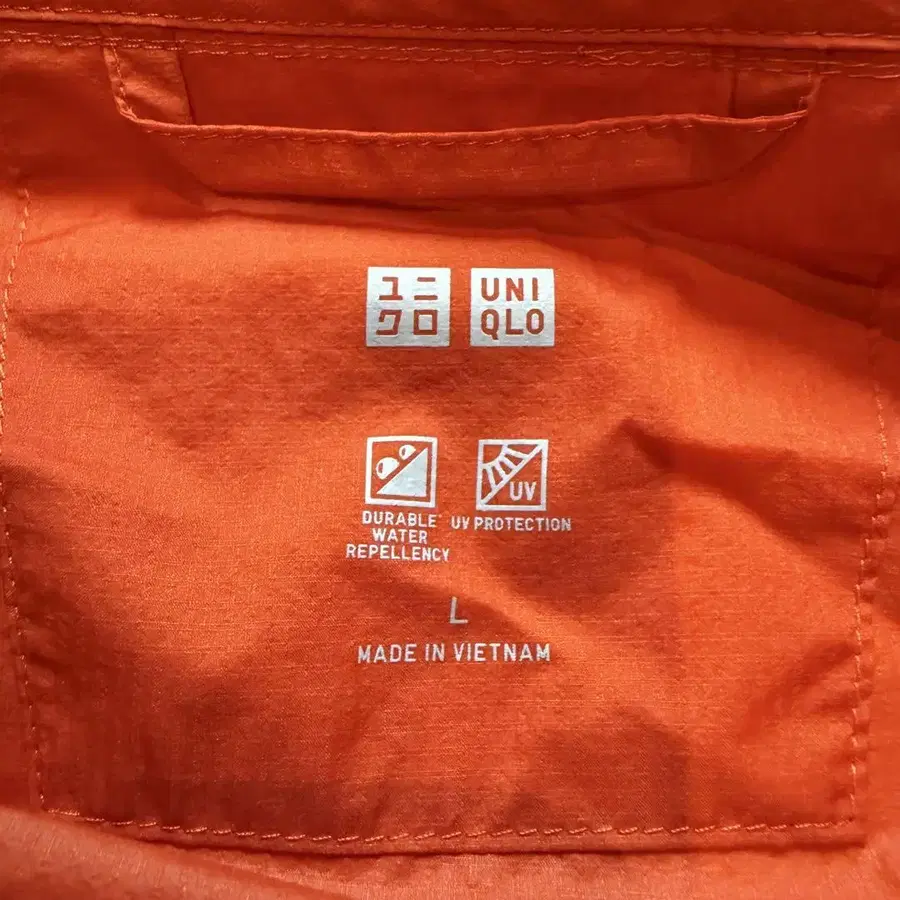 ユニ
クロ
UNI
QLO
UV
DURABLE*
WATER
REPELLENCY
UV PROTECTION
L
MADE IN VIETNAM